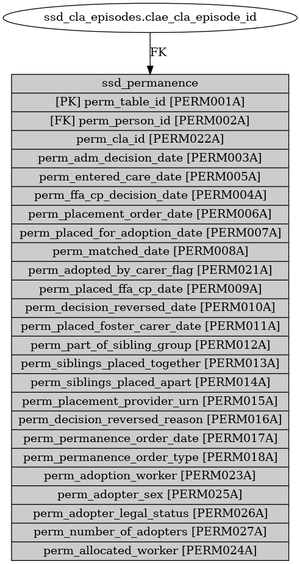 ssd_cla_episodes.clae_cla_episode_id
FK
ssd_permanence
[PK] perm_table_id [PERM001A]
[FK] perm_person_id [PERM002A]
perm_cla_id [PERM022A]
perm_adm_decision_date [PERM003A]
perm_entered_care_date [PERM005A]
perm_ffa_cp_decision_date [PERM004A]
perm_placement_order_date [PERM006A]
perm_placed_for_adoption_date [PERM007A]
perm_matched_date [PERM008A]
perm_adopted_by_carer_flag [PERM021A]
perm_placed_ffa_cp_date [PERM009A]
perm_decision_reversed_date [PERM010A]
perm_placed_foster_carer_date [PERM011A]
perm_part_of_sibling_group [PERM012A]
perm_siblings_placed_together [PERM013A]
perm_siblings_placed_apart [PERM014A]
perm_placement_provider_urn [PERM015A]
perm_decision_reversed_reason [PERM016A]
perm_permanence_order_date [PERM017A]
perm_permanence_order_type [PERM018A]
perm_adoption_worker [PERM023A]
perm_adopter_sex [PERM025A]
perm_adopter_legal_status [PERM026A]
perm_number_of_adopters [PERM027A]
perm_allocated_worker [PERM024A]